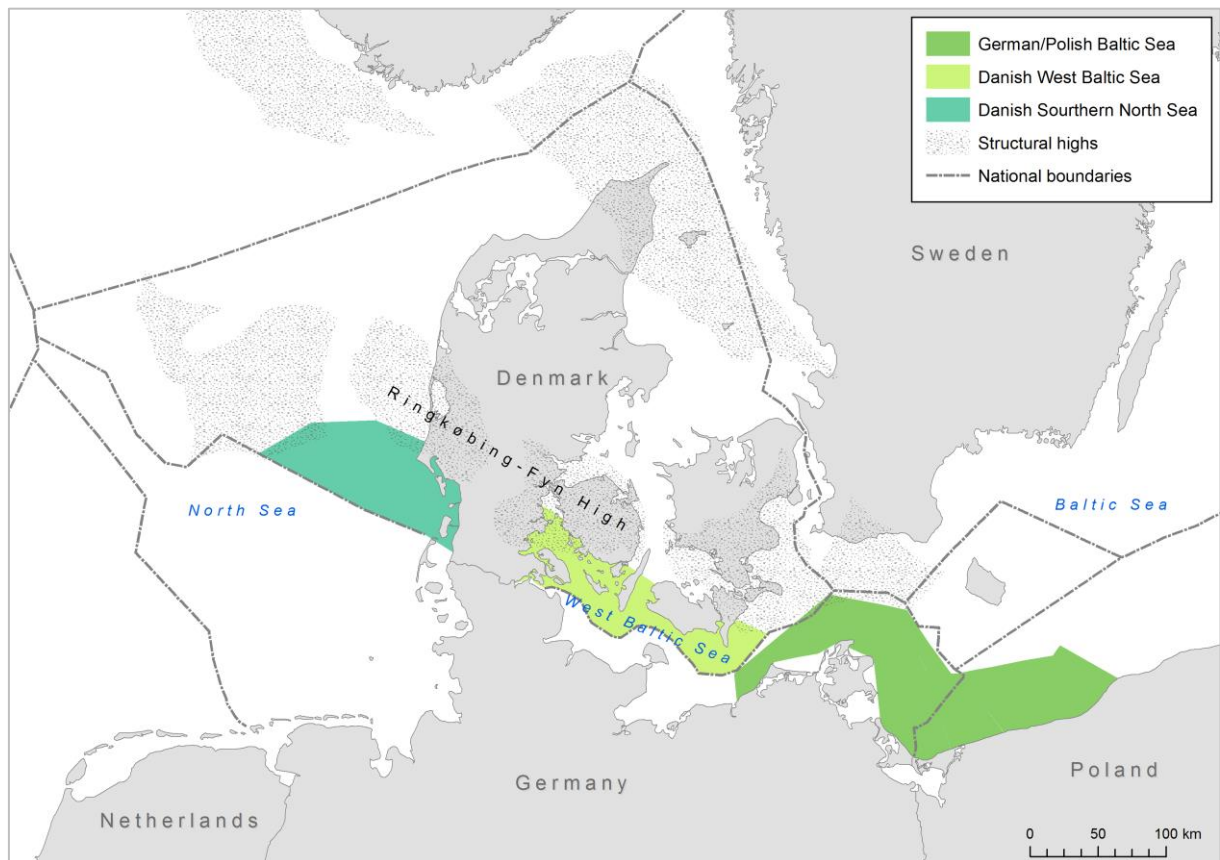 German/Polish Baltic Sea
Danish West Baltic Sea
Danish Sourthern North Sea
Structural highs
National boundaries
Sweden
Denmark
Ringkøbing-Fyn High
North Sea
Baltic Sea
West Baltic Sea
Germany
Poland
Netherlands
0 50 100 km